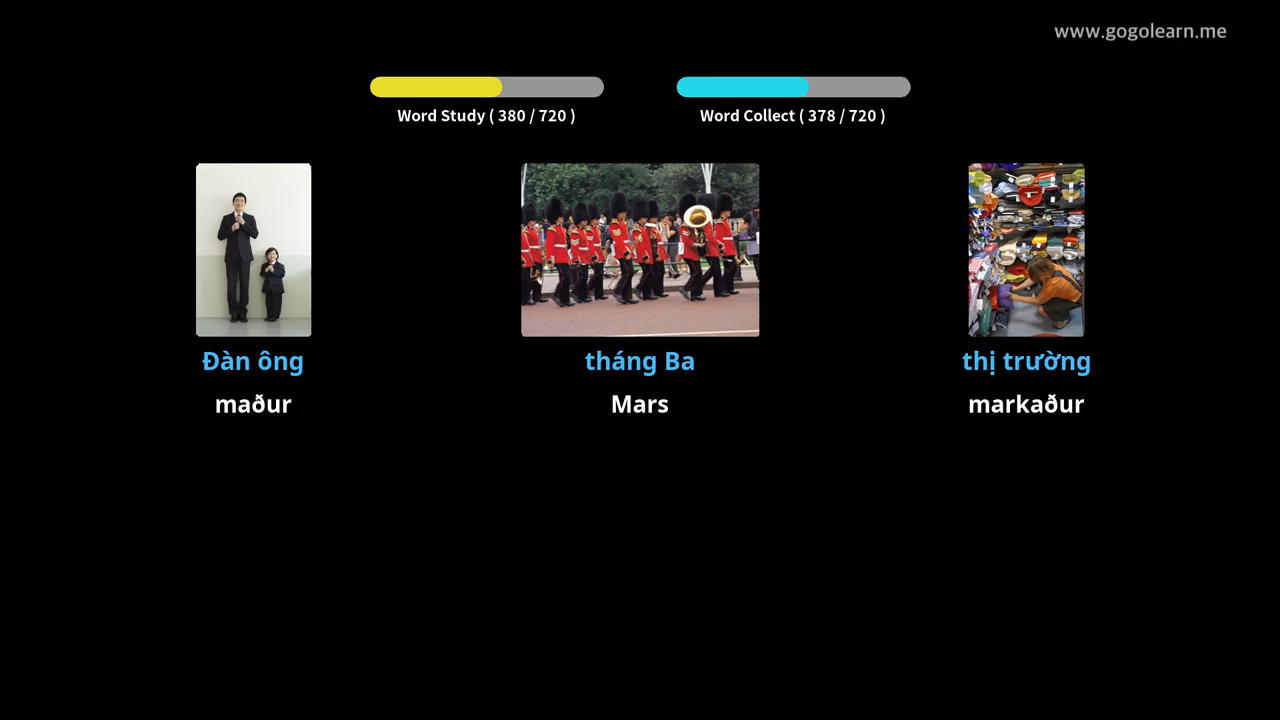 www.gogolearn.me
Word Study ( 380 / 720 )
Word Collect ( 378 / 720 )
Đàn ông
tháng Ba
thị trường
maður
Mars
markaður